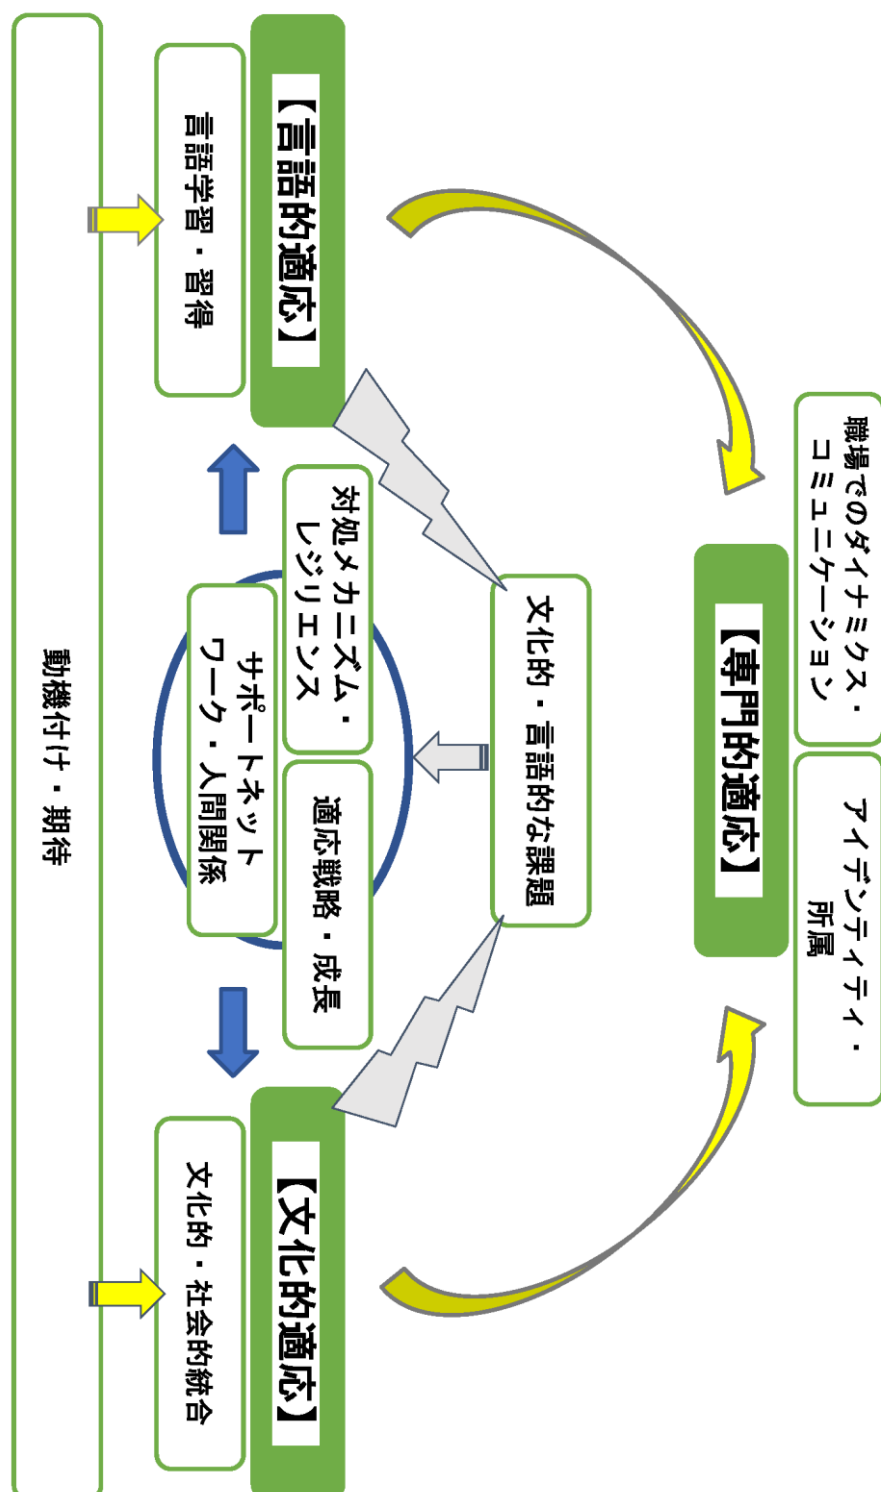 職場でのダイナミクス・
コミュニケーション
アイデンティティ・
所属
【専門的適応】
文化的・言語的な課題
【言語的適応】
対処メカニズム・
レジリエンス
適応戦略・成長
【文化的適応】
言語学習・習得
サポートネット
ワーク・人間関係
文化的・社会的統合
動機付け・期待